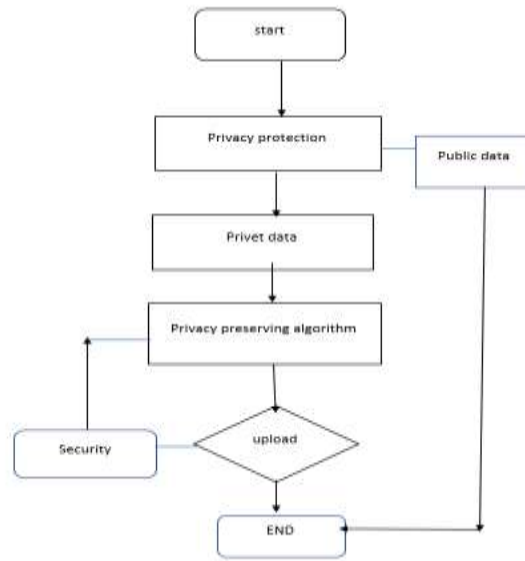 start
Privacy protection
Public data
Privet data
Privacy preserving algorithm
upload
Security
END